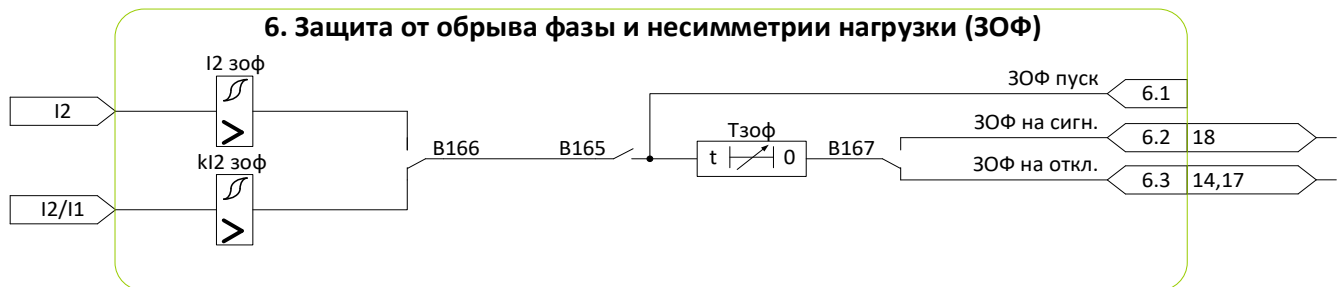 6. Защита от обрыва фазы и несимметрии нагрузки (ЗОФ)
I2 зоф
ЗОФ пуск
6.1
I2
>
Tзоф
ЗОФ на сигн.
6.2 18
kI2 зоф
B166 B165
t 0
B167
ЗОФ на откл.
6.3 14,17
I2/I1
>